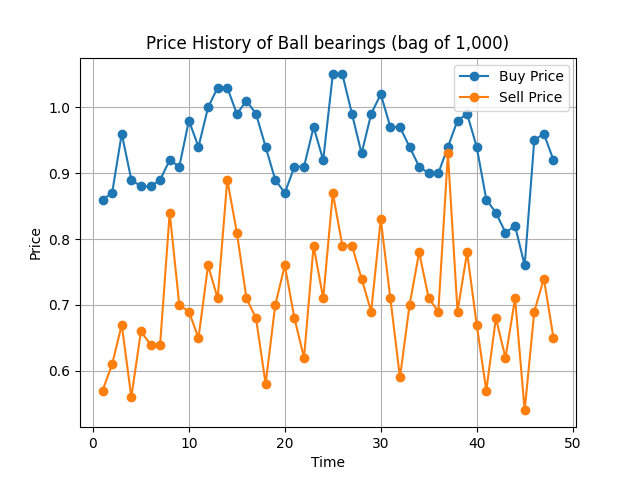 Price History of Ball bearings (bag of 1,000)
Buy Price
Sell Price
1.0
0.9
0.8
0.7
0.6
Price
0 10 20 30 40 50
Time